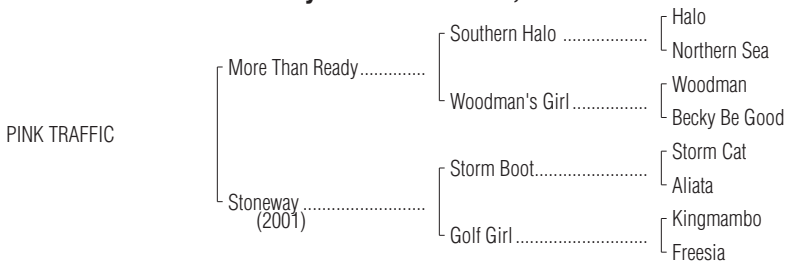 Halo
Southern Halo ..................
Northern Sea
More Than Ready..............
Woodman
Woodman's Girl................
Becky Be Good
PINK TRAFFIC
Storm Cat
Storm Boot........................
Aliata
Stoneway ..........................
(2001)
Kingmambo
Golf Girl ............................
Freesia